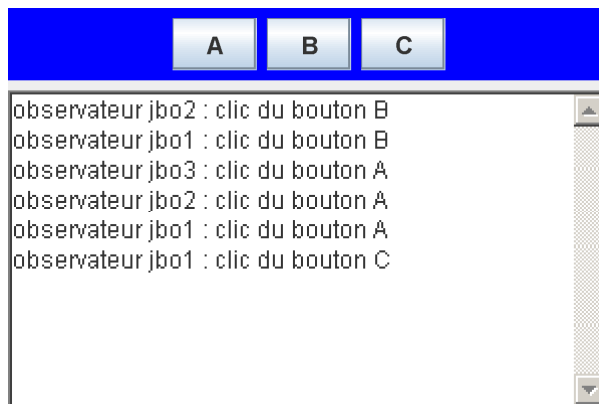 A B C
observateur jbo2 : clic du bouton B
observateur jbo1 : clic du bouton B
observateur jbo3 : clic du bouton A
observateur jbo2 : clic du bouton A
observateur jbo1 : clic du bouton A
observateur jbo1 : clic du bouton C